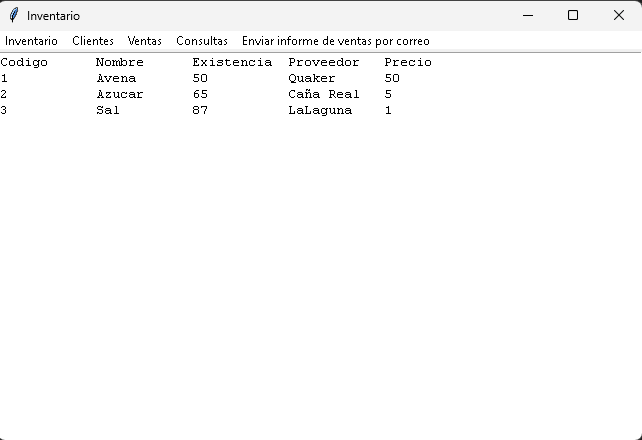 Inventario
Inventario Clientes Ventas Consultas Enviar informe de ventas por correo
Codigo Nombre Existencia Proveedor Precio
1 Avena 50 Quaker 50
2 Azucar 65 Caña Real 5
3 Sal 87 LaLaguna 1